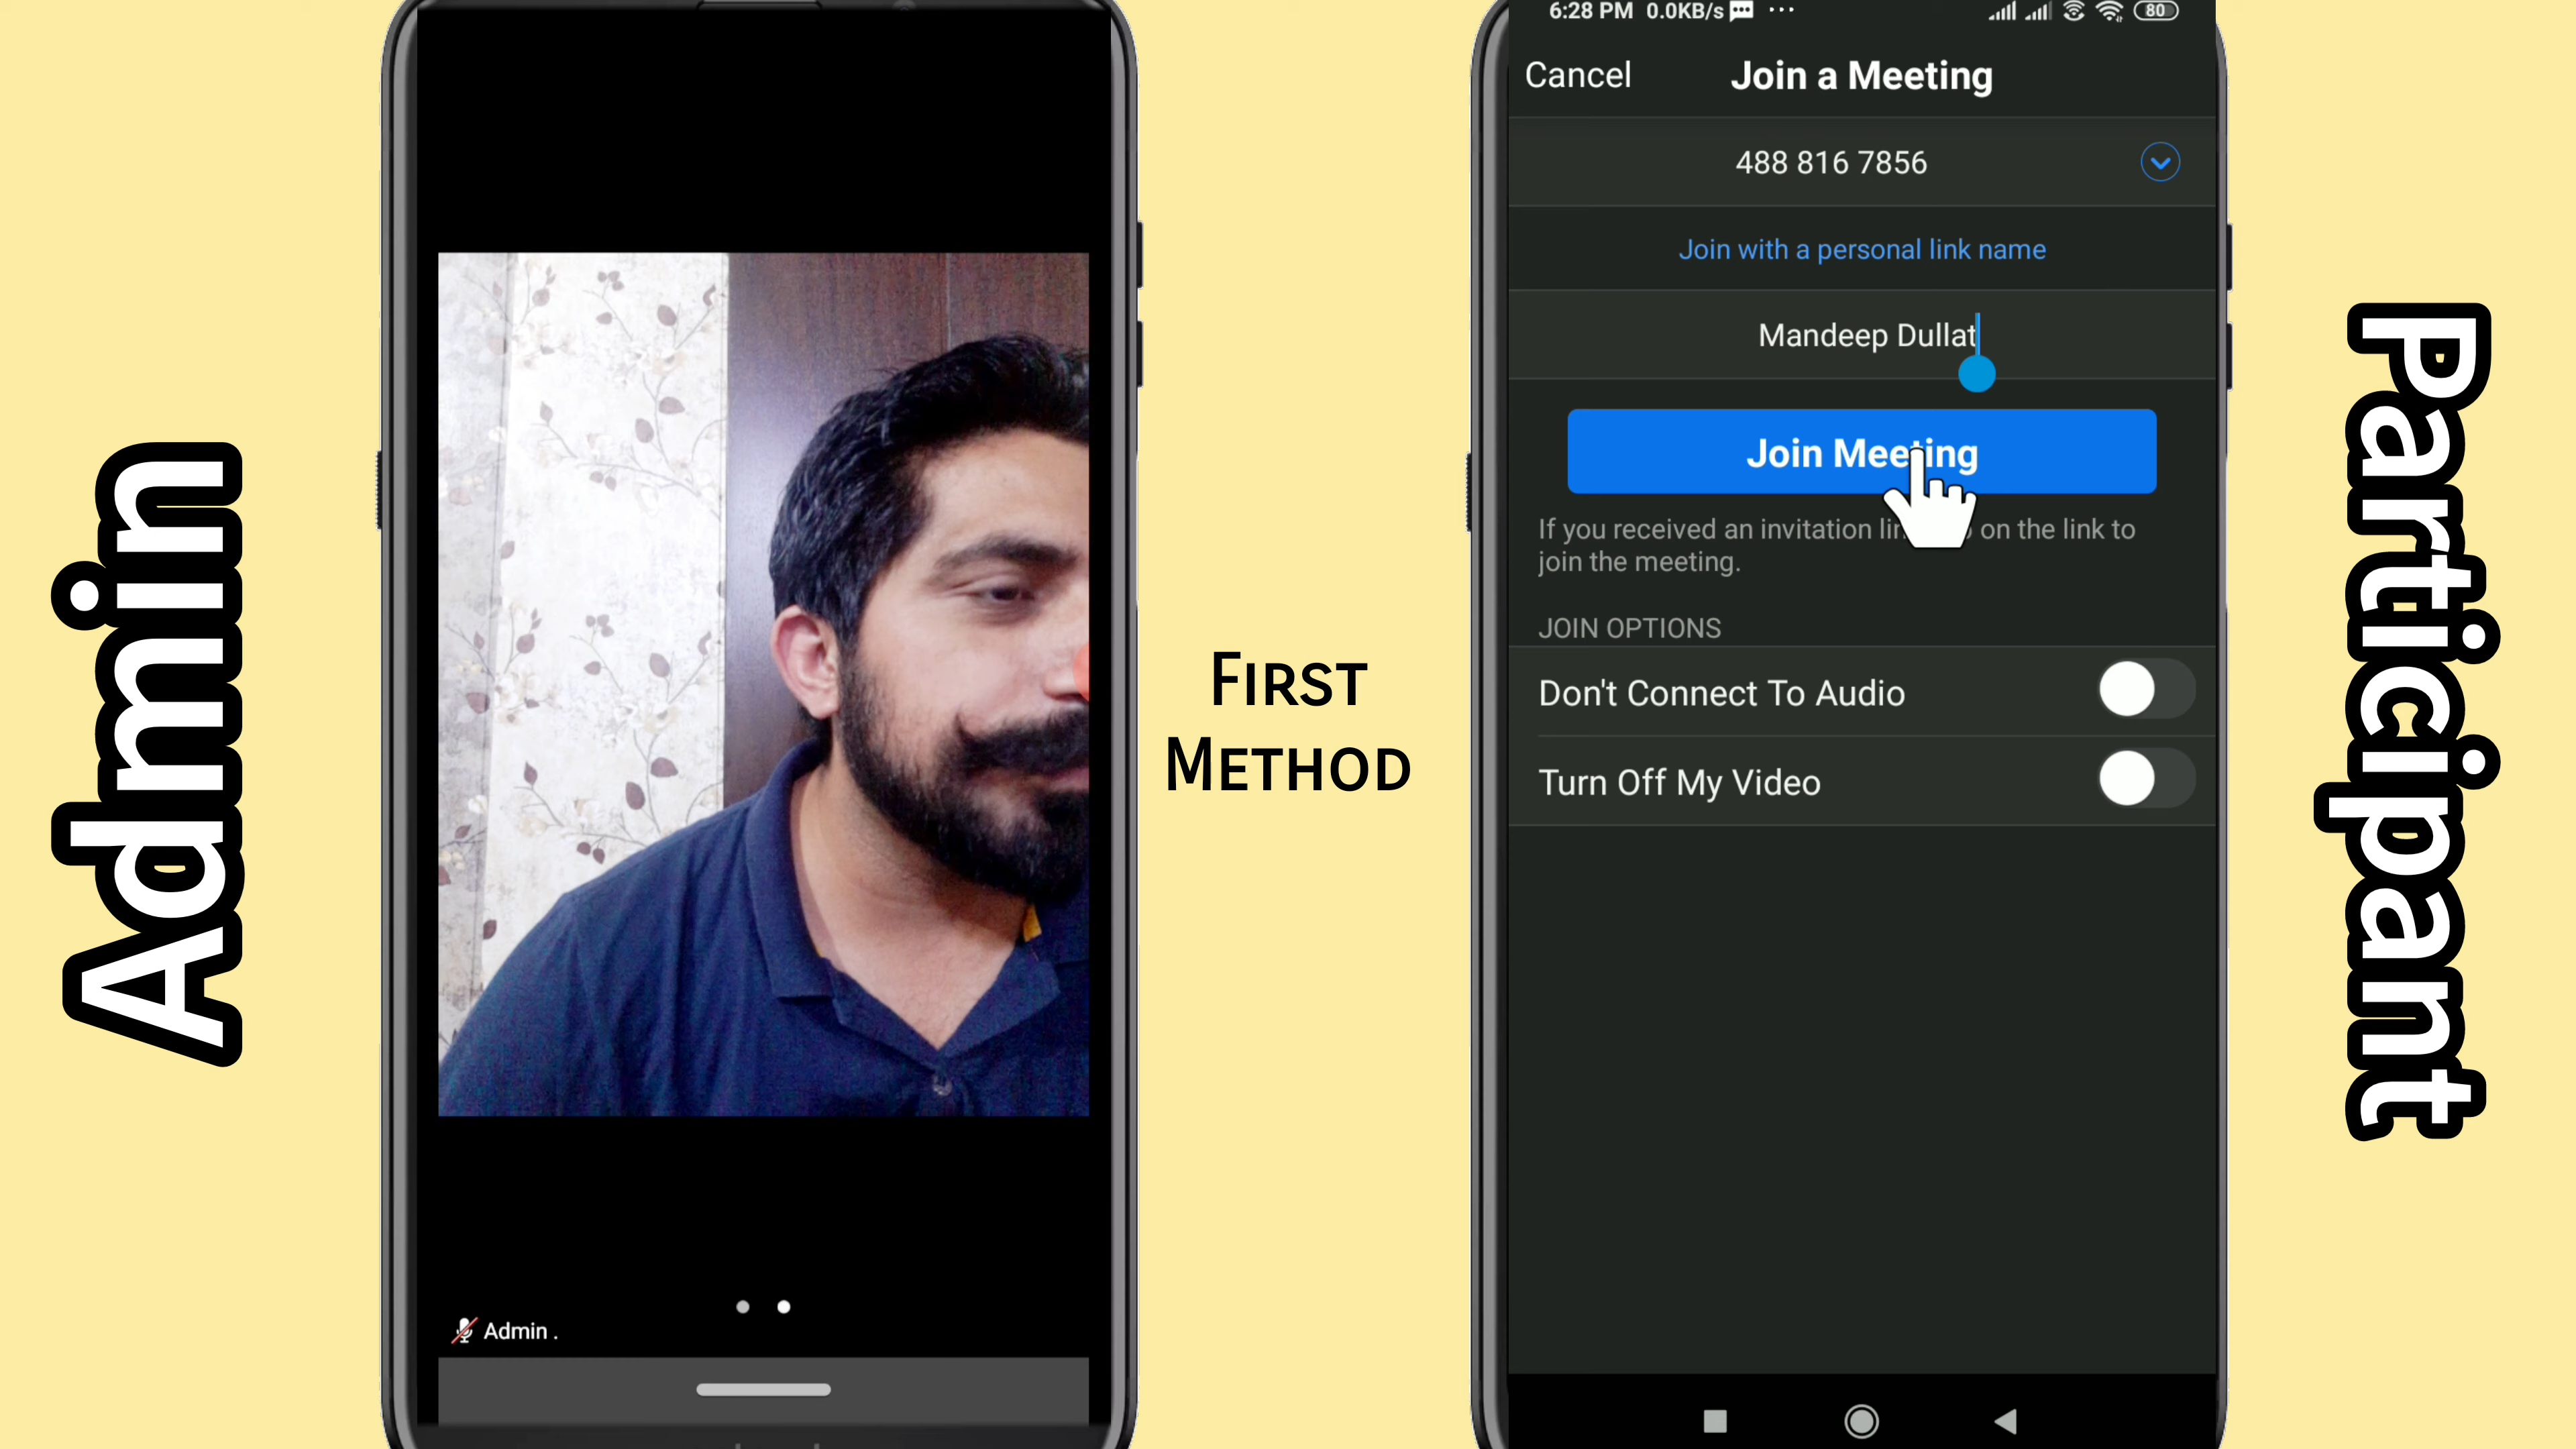 Admin
Admin .
First
Method
6:28 PM 0.0KB/s 80
Cancel Join a Meeting
488 816 7856
Join with a personal link name
Mandeep Dullat
Join Meeting
If you received an invitation on the link to
join the meeting.
JOIN OPTIONS
Don't Connect To Audio
Turn Off My Video
Participant